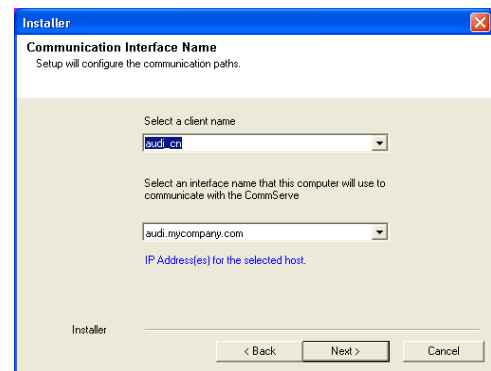 Installer
Communication Interface Name
Setup will configure the communication paths.
Select a client name
audi_cn
Select an interface name that this computer will use to
communicate with the CommServe
audi.mycompany.com
IP Address(es) for the selected host.
Installer
< Back
Next >
Cancel